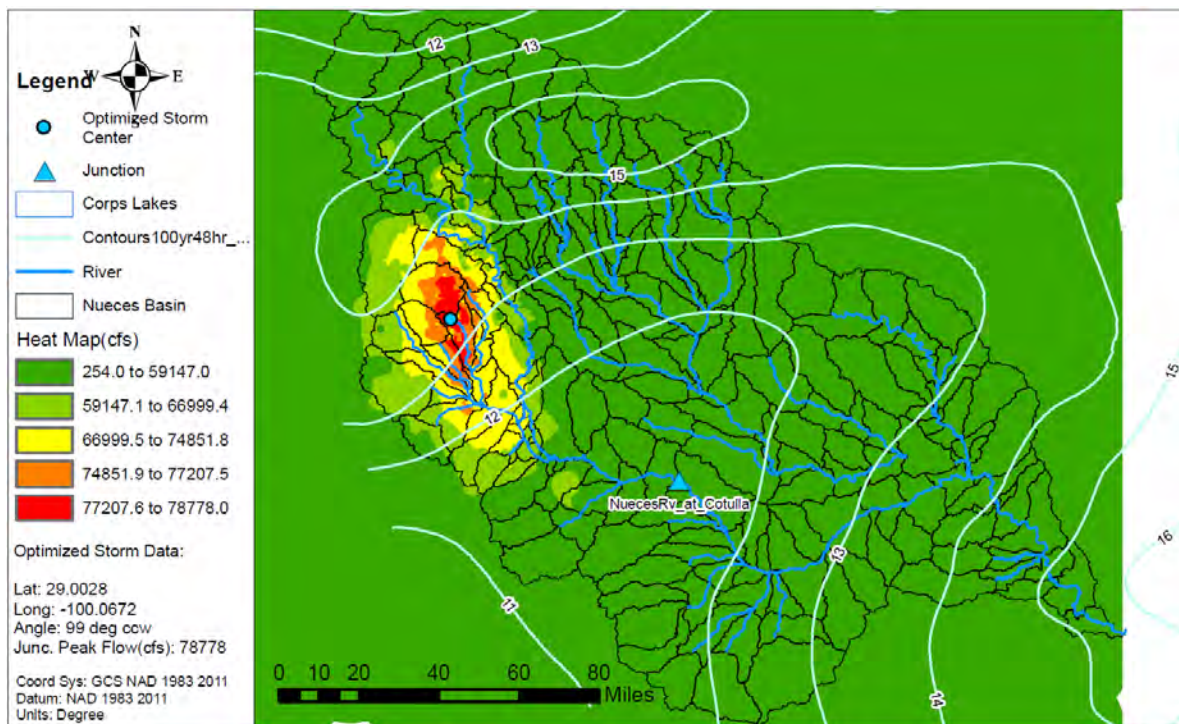 N
W
E
S
Legend
Optimized Storm
Center
Junction
Corps Lakes
Contours100yr48hr_...
River
Nueces Basin
Heat Map(cfs)
254.0 to 59147.0
59147.1 to 66999.4
66999.5 to 74851.8
74851.9 to 77207.5
77207.6 to 78778.0
Optimized Storm Data:
Lat: 29.0028
Long: -100.0672
Angle: 99 deg ccw
Junc. Peak Flow(cfs): 78778
Coord Sys: GCS NAD 1983 2011
Datum: NAD 1983 2011
Units: Degree
12
13
15
12
NuecesRv_at_Cotulla
11
13
14
15
16
0 10 20 40 60 80
Miles